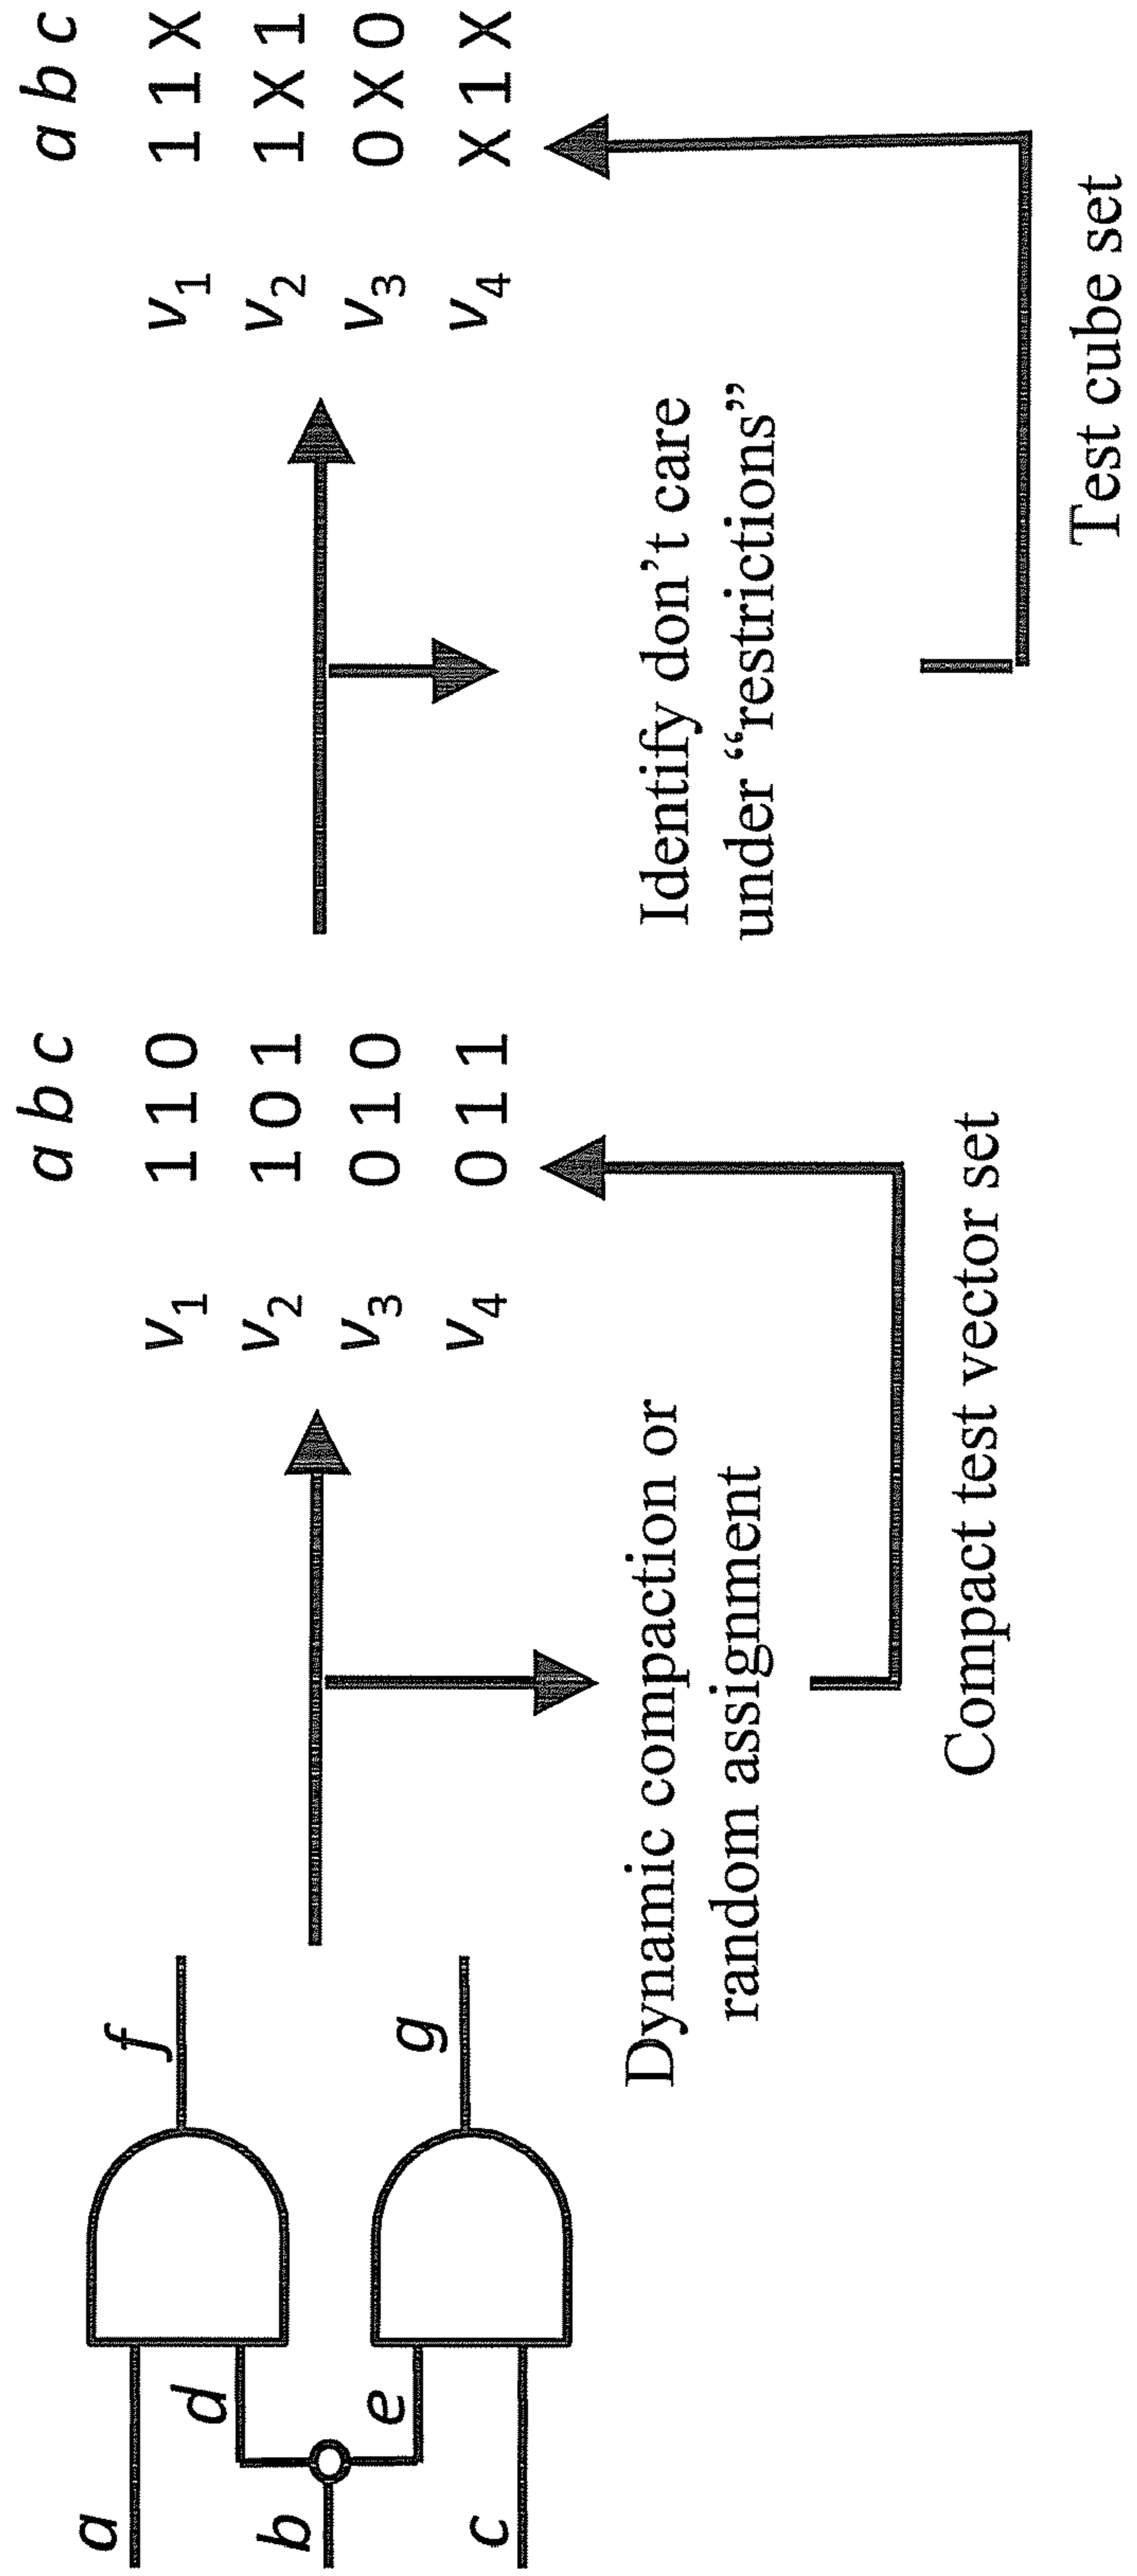 a
b
c
d
e
f
g
Dynamic compaction or
random assignment
a b c
v1 1 1 0
v2 1 0 1
v3 0 1 0
v4 0 1 1
Compact test vector set
Identify don't care
under “restrictions”
a b c
v1 1 1 X
v2 1 X 1
v3 0 X 0
v4 X 1 X
Test cube set